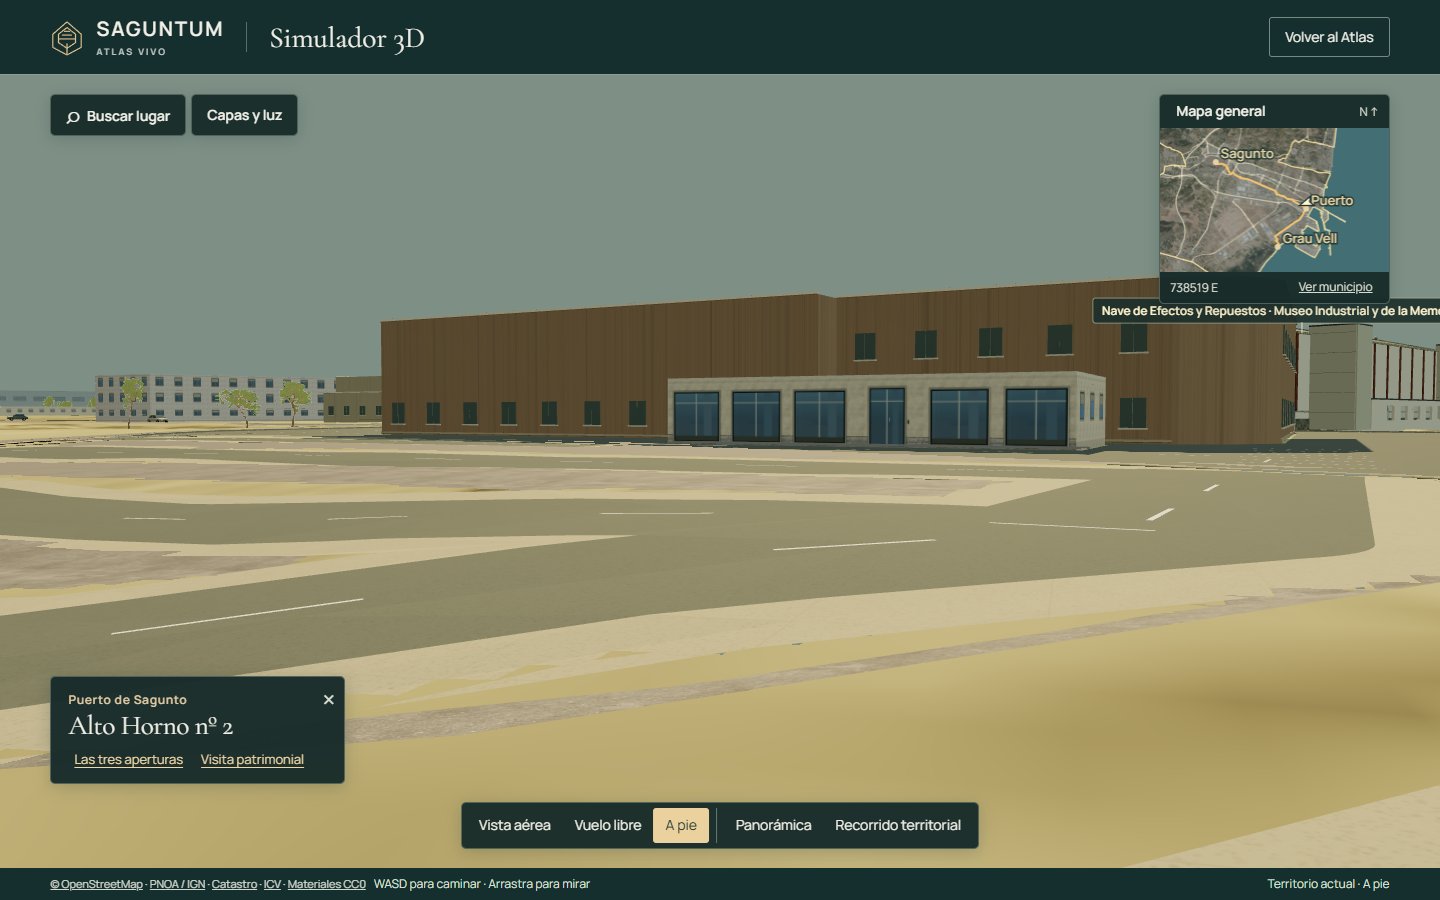 SAGUNTUM
ATLAS VIVO
Simulador 3D
Volver al Atlas
Buscar lugar
Capas y luz
Mapa general
N ↑
Sagunto
Puerto
Grau Vell
738519 E
Ver municipio
Nave de Efectos y Repuestos · Museo Industrial y de la
Puerto de Sagunto
Alto Horno nº 2
Las tres aperturas
Visita patrimonial
Vista aérea
Vuelo libre
A pie
Panorámica
Recorrido territorial
© OpenStreetMap · PNOA / IGN · Catastro · ICV · Materiales CC0 WASD para caminar · Arrastra para mirar
Territorio actual · A pie